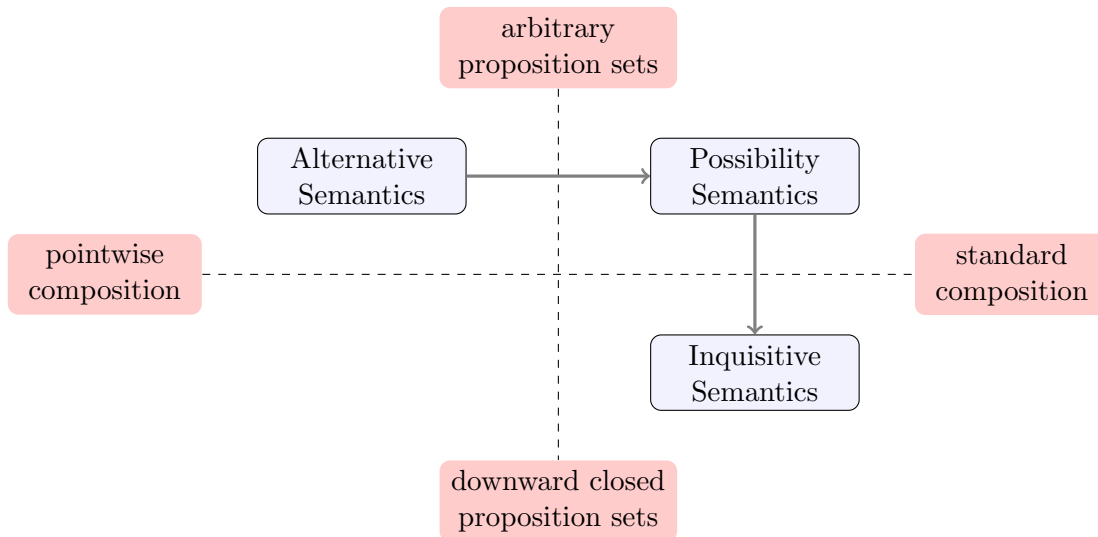 arbitrary
proposition sets
Alternative
Semantics
Possibility
Semantics
pointwise
composition
standard
composition
Inquisitive
Semantics
downward closed
proposition sets